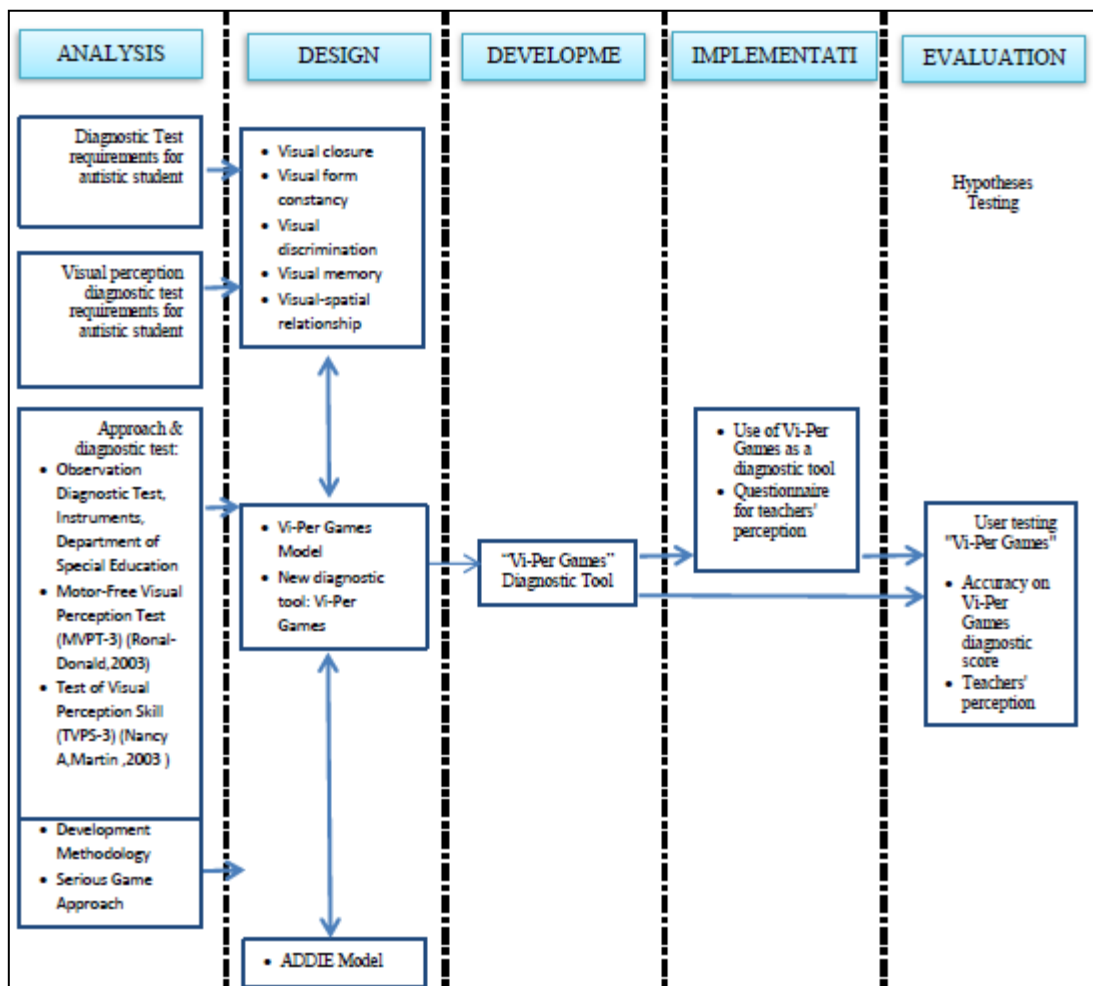 ANALYSIS
DESIGN
DEVELOPME
IMPLEMENTATI
EVALUATION
Diagnostic Test
requirements for
autistic student
Visual perception
diagnostic test
requirements for
autistic student
Approach &
diagnostic test:
• Observation
Diagnostic Test,
Instruments,
Department of
Special Education
• Motor-Free Visual
Perception Test
(MVPT-3) (Ronal-
Donald,2003)
• Test of Visual
Perception Skill
(TVPS-3) (Nancy
A,Martin ,2003 )
• Development
Methodology
• Serious Game
Approach
• Visual closure
• Visual form
constancy
• Visual
discrimination
• Visual memory
• Visual-spatial
relationship
• Vi-Per Games
Model
• New diagnostic
tool: Vi-Per
Games
• ADDIE Model
“Vi-Per Games”
Diagnostic Tool
• Use of Vi-Per
Games as a
diagnostic tool
• Questionnaire
for teachers'
perception
Hypotheses
Testing
User testing
"Vi-Per Games"
• Accuracy on
Vi-Per
Games
diagnostic
score
• Teachers'
perception